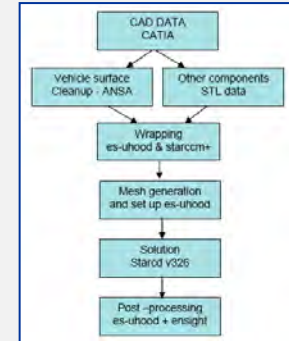 CAD DATA
CATIA
Vehicle surface
Cleanup - ANSA
Other components
STL data
Wrapping
es-uhood & starccm+
Mesh generation
and set up es-uhood
Solution
Starcd v326
Post –processing
es-uhood + ensight